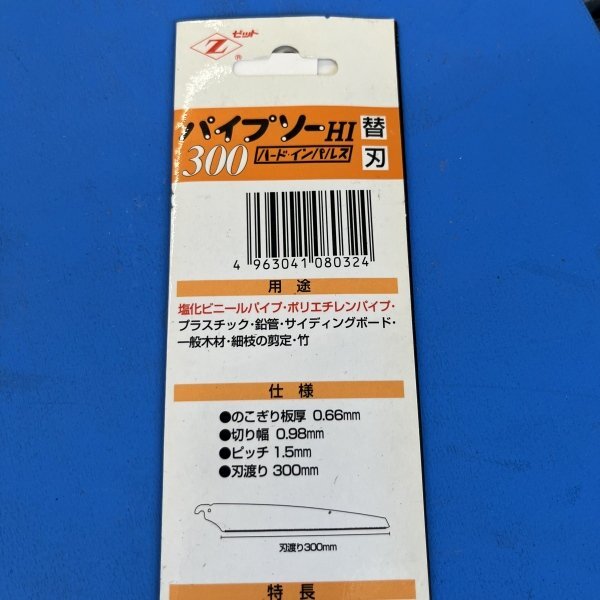 ゼット
Z
®
パイプソーHI 替刃
300 ハード・インパルス
4 963041 080324
用途
塩化ビニールパイプ・ポリエチレンパイプ・
プラスチック・鉛管・サイディングボード・
一般木材・細枝の剪定・竹
仕様
●のこぎり板厚 0.66mm
●切り幅 0.98mm
●ピッチ 1.5mm
●刃渡り 300mm
刃渡り300mm
特長